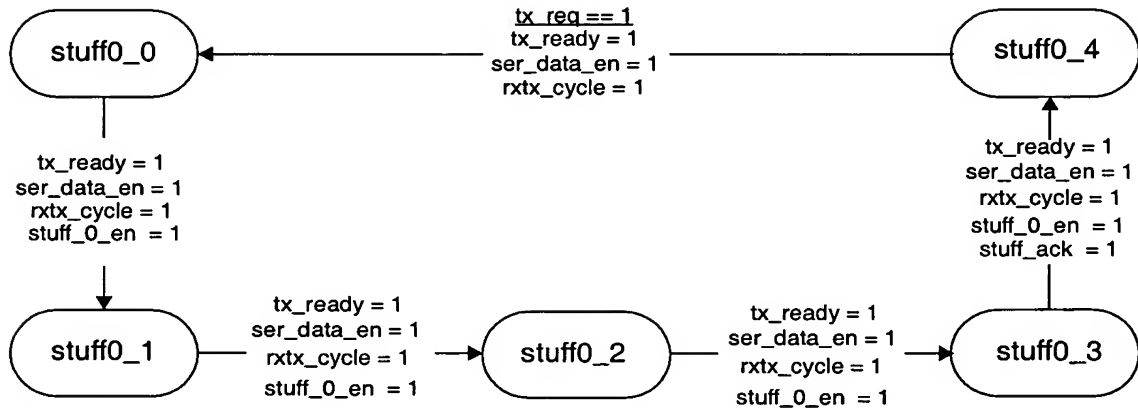 stuff0_0
tx_req == 1
tx_ready = 1
ser_data_en = 1
rxtx_cycle = 1
stuff0_4
tx_ready = 1
ser_data_en = 1
rxtx_cycle = 1
stuff_0_en = 1
tx_ready = 1
ser_data_en = 1
rxtx_cycle = 1
stuff_0_en = 1
stuff_ack = 1
stuff0_1
tx_ready = 1
ser_data_en = 1
rxtx_cycle = 1
stuff_0_en = 1
stuff0_2
tx_ready = 1
ser_data_en = 1
rxtx_cycle = 1
stuff_0_en = 1
stuff0_3